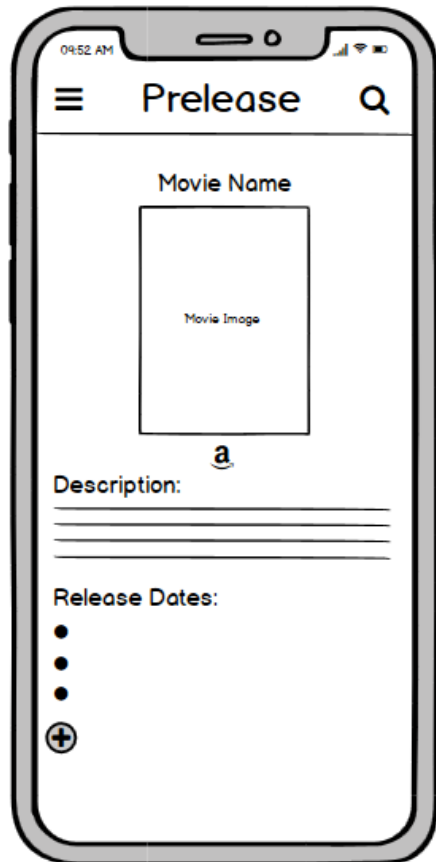 09:52 AM
Prelease
Movie Name
Movie Image
a
Description:
Release Dates: